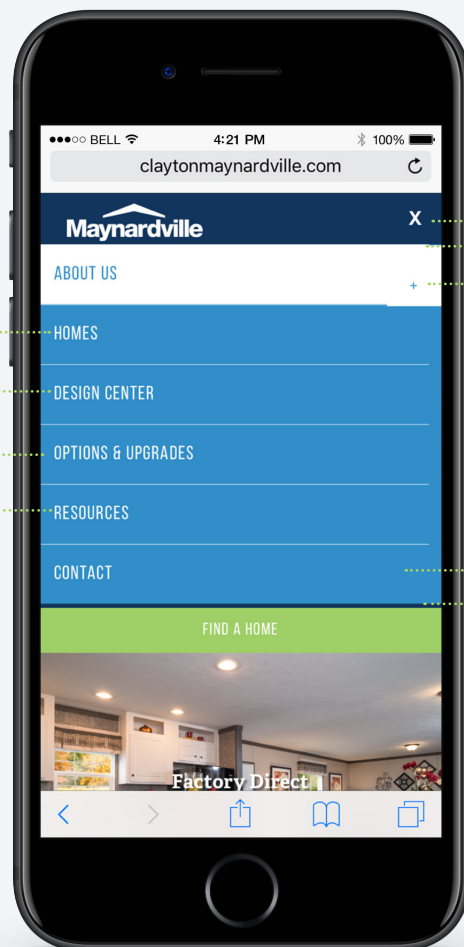 BELL 4:21 PM 100%
claytonmaynardville.com
Maynardville X
ABOUT US +
HOMES
DESIGN CENTER
OPTIONS & UPGRADES
RESOURCES
CONTACT
FIND A HOME
Factory Direct